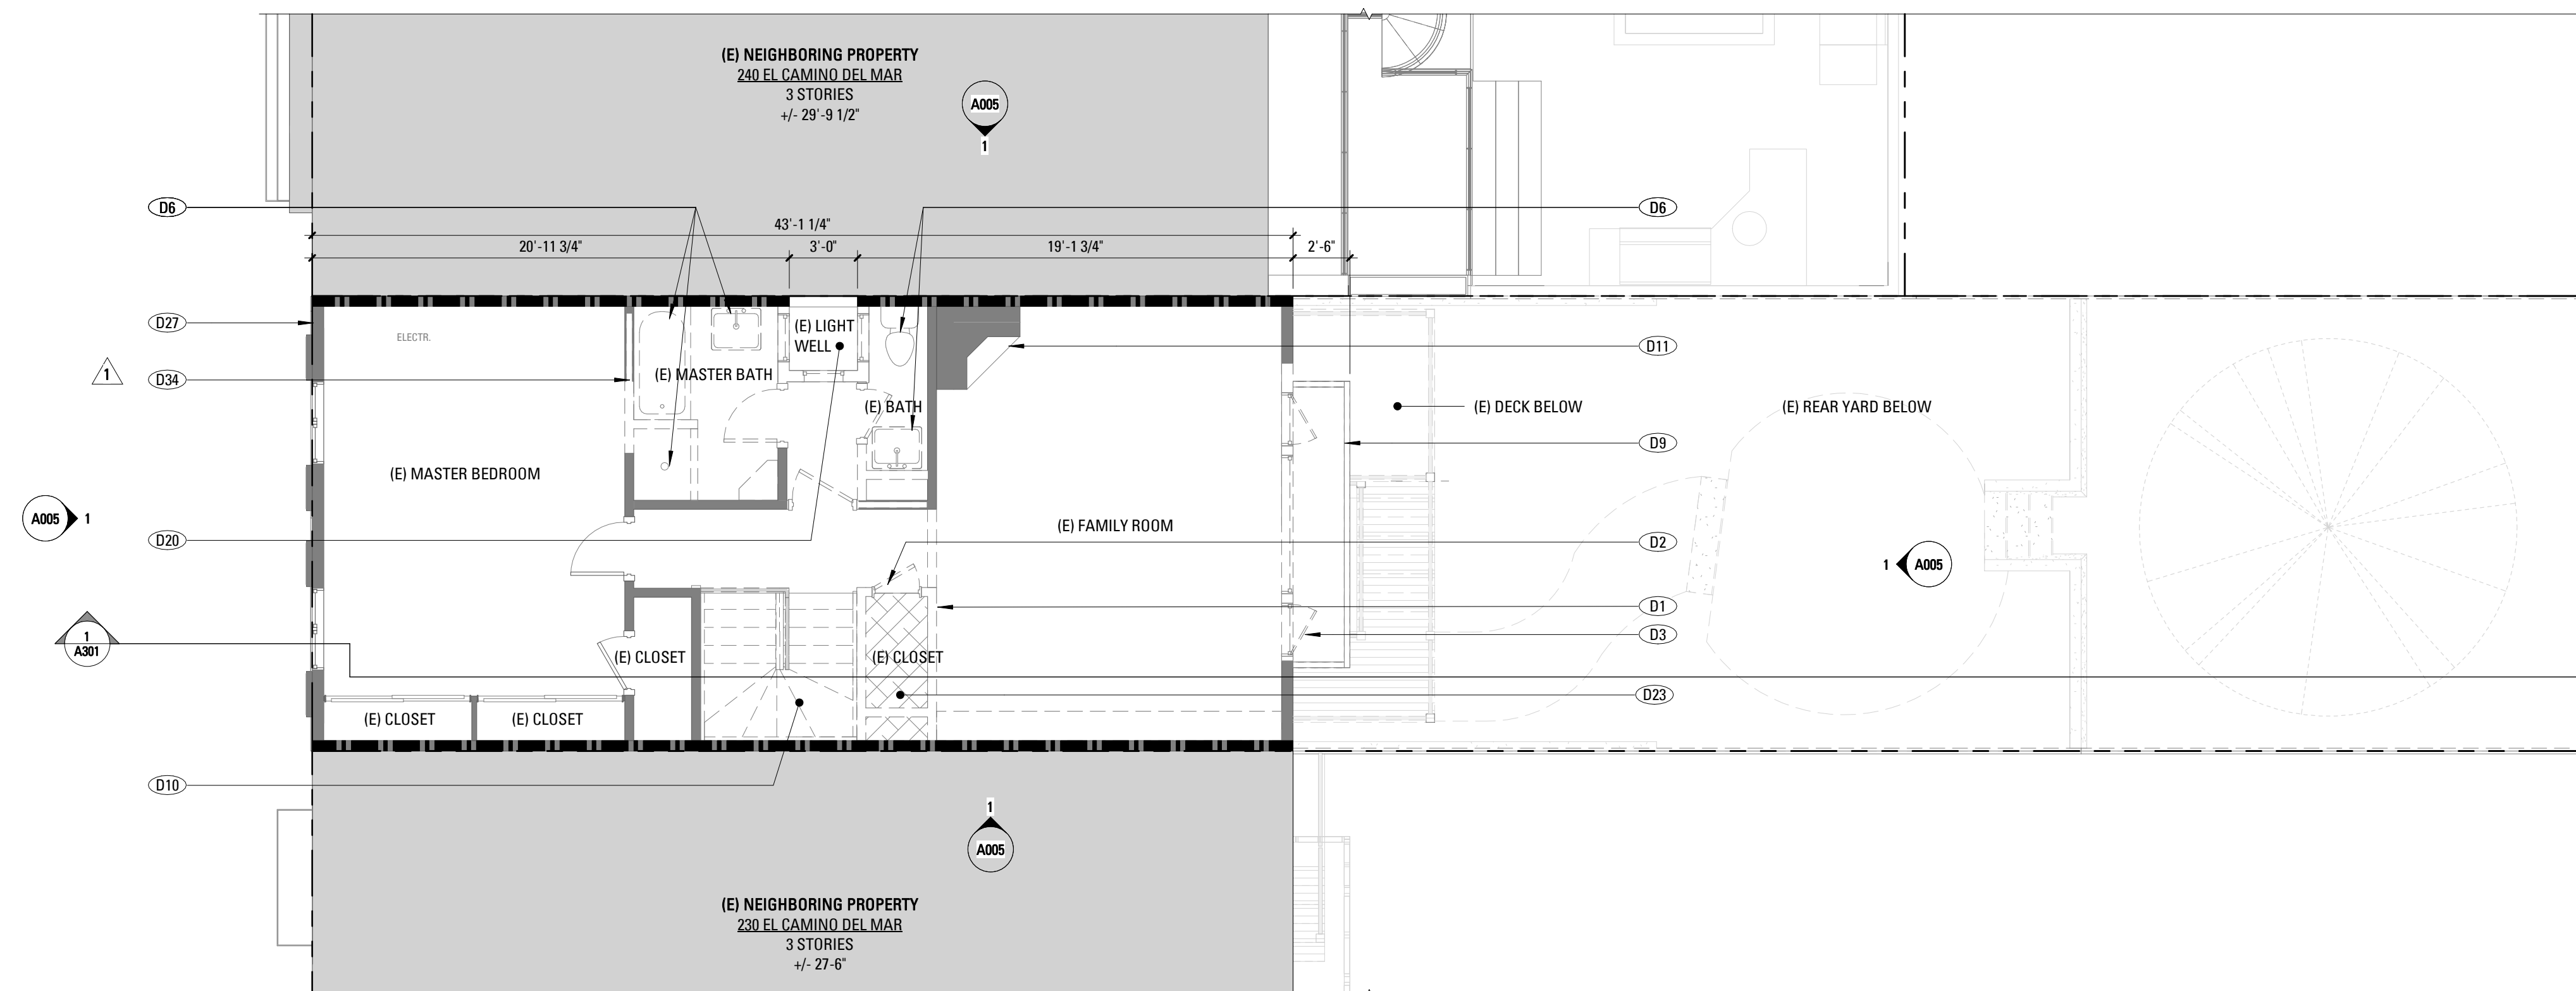 (E) NEIGHBORING PROPERTY
240 EL CAMINO DEL MAR
3 STORIES
+/- 29'-9 1/2"
A005
1
D6
D6
43'-1 1/4"
20'-11 3/4"
3'-0"
19'-1 3/4"
2'-6"
D27
ELECTR.
(E) LIGHT
WELL
D11
1
D34
(E) MASTER BATH
(E) BATH
(E) DECK BELOW
(E) REAR YARD BELOW
D9
(E) MASTER BEDROOM
A005
1
(E) FAMILY ROOM
D20
D2
1
A005
D1
1
A301
D3
(E) CLOSET
(E) CLOSET
D23
(E) CLOSET
(E) CLOSET
D10
1
A005
(E) NEIGHBORING PROPERTY
230 EL CAMINO DEL MAR
3 STORIES
+/- 27-6"